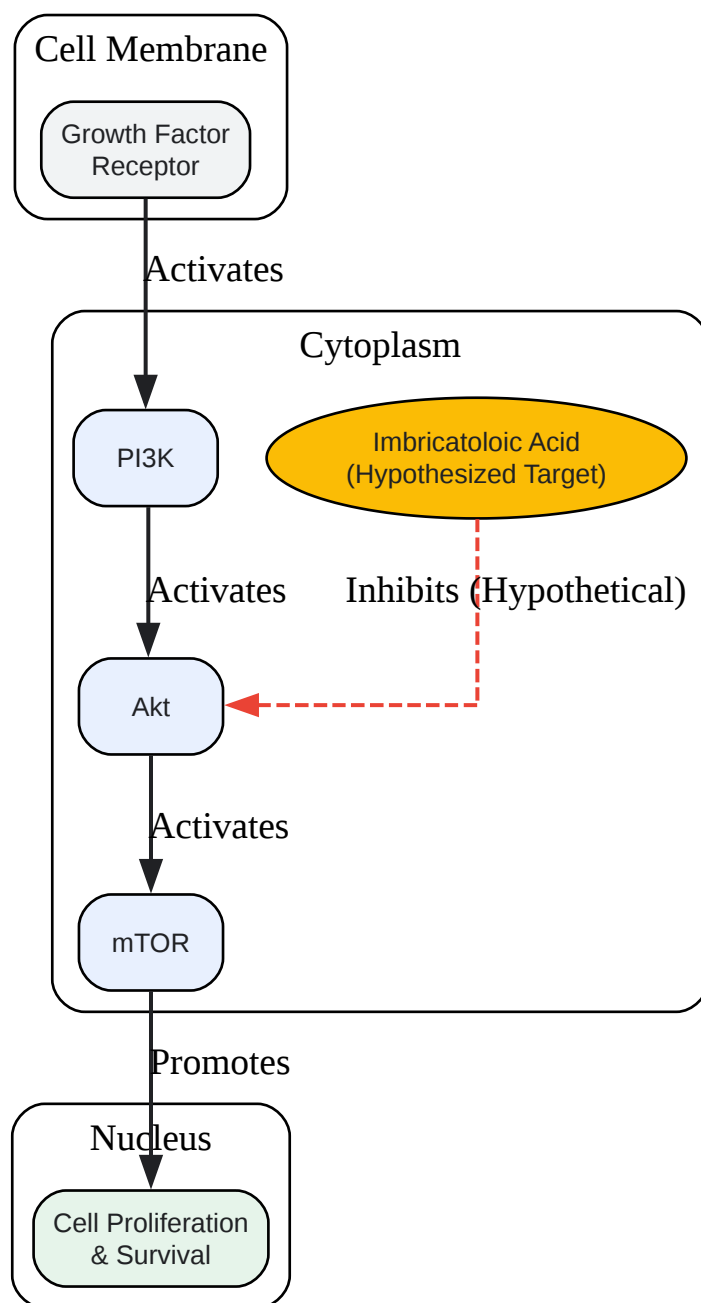 Cell Membrane
Growth Factor
Receptor
Activates
Cytoplasm
PI3K
Imbricatoloic Acid
(Hypothesized Target)
Activates
Inhibits (Hypothetical)
Akt
Activates
mTOR
Promotes
Nucleus
Cell Proliferation
& Survival